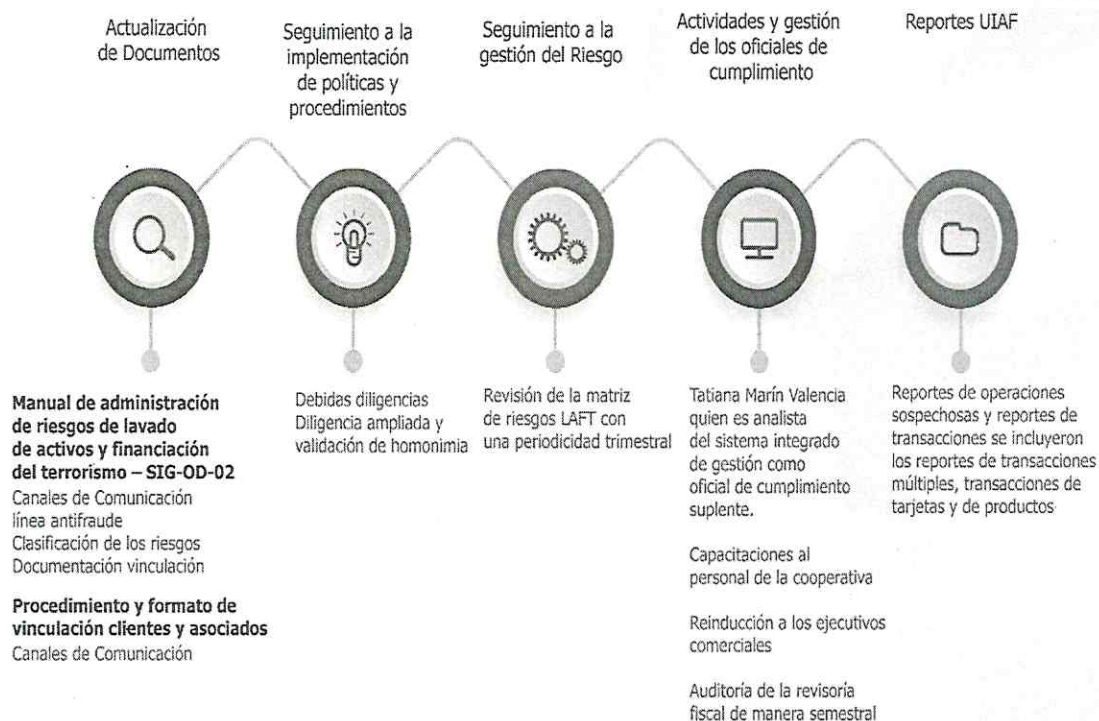 Actualización
de Documentos
Seguimiento a la
implementación
de políticas y
procedimientos
Seguimiento a la
gestión del Riesgo
Actividades y gestión
de los oficiales de
cumplimiento
Reportes UIAF
Manual de administración
de riesgos de lavado
de activos y financiación
del terrorismo – SIG-OD-02
Canales de Comunicación
línea antifraude
Clasificación de los riesgos
Documentación vinculación
Procedimiento y formato de
vinculación clientes y asociados
Canales de Comunicación
Debidas diligencias
Diligencia ampliada y
validación de homonimia
Revisión de la matriz
de riesgos LAFT con
una periodicidad trimestral
Tatiana Marín Valencia
quien es analista
del sistema integrado
de gestión como
oficial de cumplimiento
suplente.
Capacitaciones al
personal de la cooperativa
Reinducción a los ejecutivos
comerciales
Auditoría de la revisoría
fiscal de manera semestral
Reportes de operaciones
sospechosas y reportes de
transacciones se incluyeron
los reportes de transacciones
múltiples, transacciones de
tarjetas y de productos